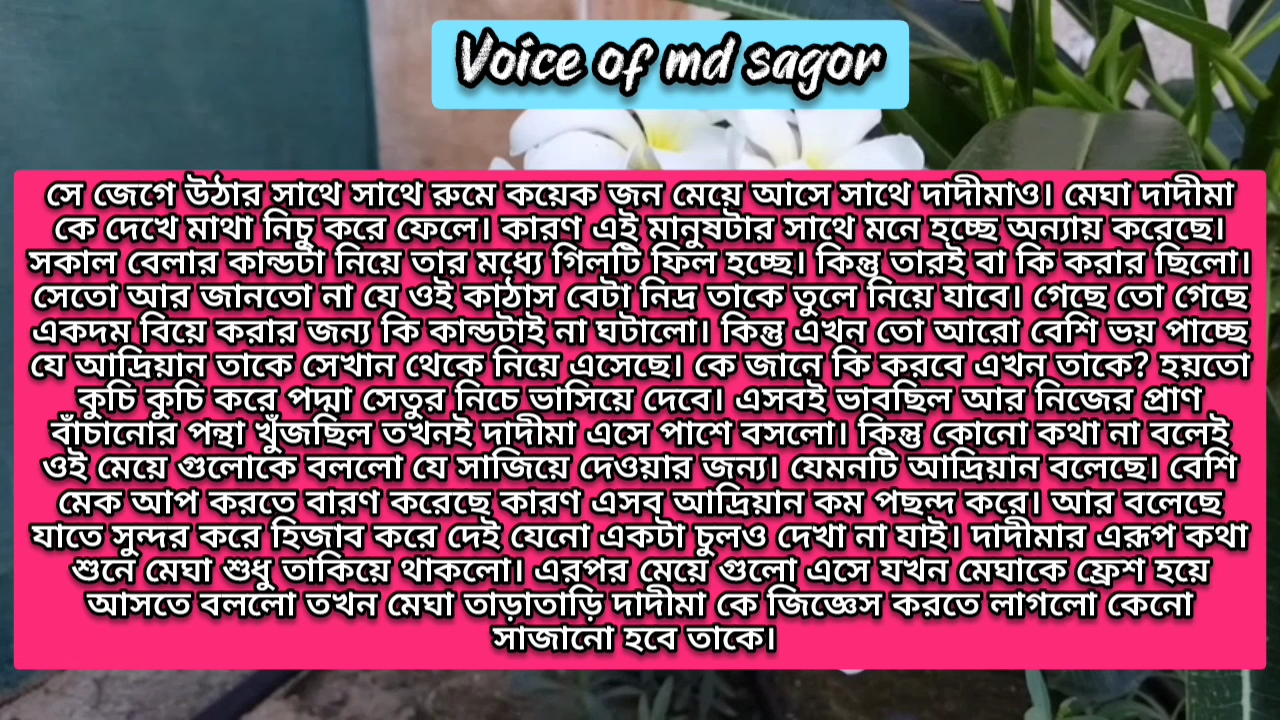 Voice of md sagor
সে জেগে উঠার সাথে সাথে রুমে কয়েক জন মেয়ে আসে সাথে দাদীমাও। মেঘা দাদীমা
কে দেখে মাথা নিচু করে ফেলে। কারণ এই মানুষটার সাথে মনে হচ্ছে অন্যায় করেছে।
সকাল বেলার কান্ডটা নিয়ে তার মধ্যে গিলটি ফিল হচ্ছে। কিন্তু তারই বা কি করার ছিলো।
সেতো আর জানতো না যে ওই কাঠাস বেটা নিদ্র তাকে তুলে নিয়ে যাবে। গেছে তো গেছে
একদম বিয়ে করার জন্য কি কান্ডটাই না ঘটালো। কিন্তু এখন তো আরো বেশি ভয় পাচ্ছে
যে আদ্রিয়ান তাকে সেখান থেকে নিয়ে এসেছে। কে জানে কি করবে এখন তাকে? হয়তো
কুচি কুচি করে পদ্মা সেতুর নিচে ভাসিয়ে দেবে। এসবই ভাবছিল আর নিজের প্রাণ
বাঁচানোর পন্থা খুঁজছিল তখনই দাদীমা এসে পাশে বসলো। কিন্তু কোনো কথা না বলেই
ওই মেয়ে গুলোকে বললো যে সাজিয়ে দেওয়ার জন্য। যেমনটি আদ্রিয়ান বলেছে। বেশি
মেক আপ করতে বারণ করেছে কারণ এসব আদ্রিয়ান কম পছন্দ করে। আর বলেছে
যাতে সুন্দর করে হিজাব করে দেই যেনো একটা চুলও দেখা না যাই। দাদীমার এরূপ কথা
শুনে মেঘা শুধু তাকিয়ে থাকলো। এরপর মেয়ে গুলো এসে যখন মেঘাকে ফ্রেশ হয়ে
আসতে বললো তখন মেঘা তাড়াতাড়ি দাদীমা কে জিজ্ঞেস করতে লাগলো কেনো
সাজানো হবে তাকে।